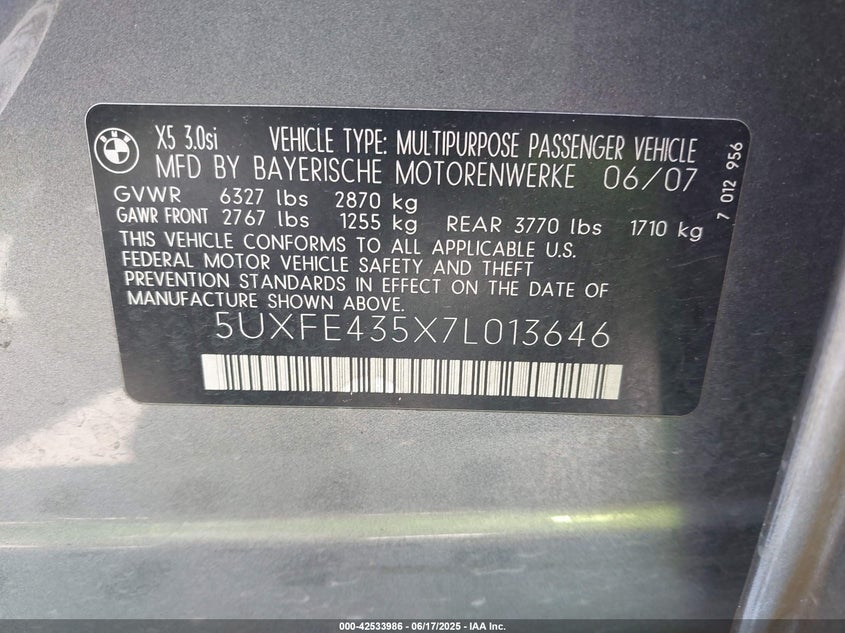 BMW
X5 3.0si VEHICLE TYPE: MULTIPURPOSE PASSENGER VEHICLE
MFD BY BAYERISCHE MOTORENWERKE 06/07
GVWR 6327 lbs 2870 kg
GAWR FRONT 2767 lbs 1255 kg REAR 3770 lbs 1710 kg
THIS VEHICLE CONFORMS TO ALL APPLICABLE U.S.
FEDERAL MOTOR VEHICLE SAFETY AND THEFT
PREVENTION STANDARDS IN EFFECT ON THE DATE OF
MANUFACTURE SHOWN ABOVE.
5UXFE435X7L013646
7 012 956
000-42533986 - 06/17/2025 - IAA Inc.